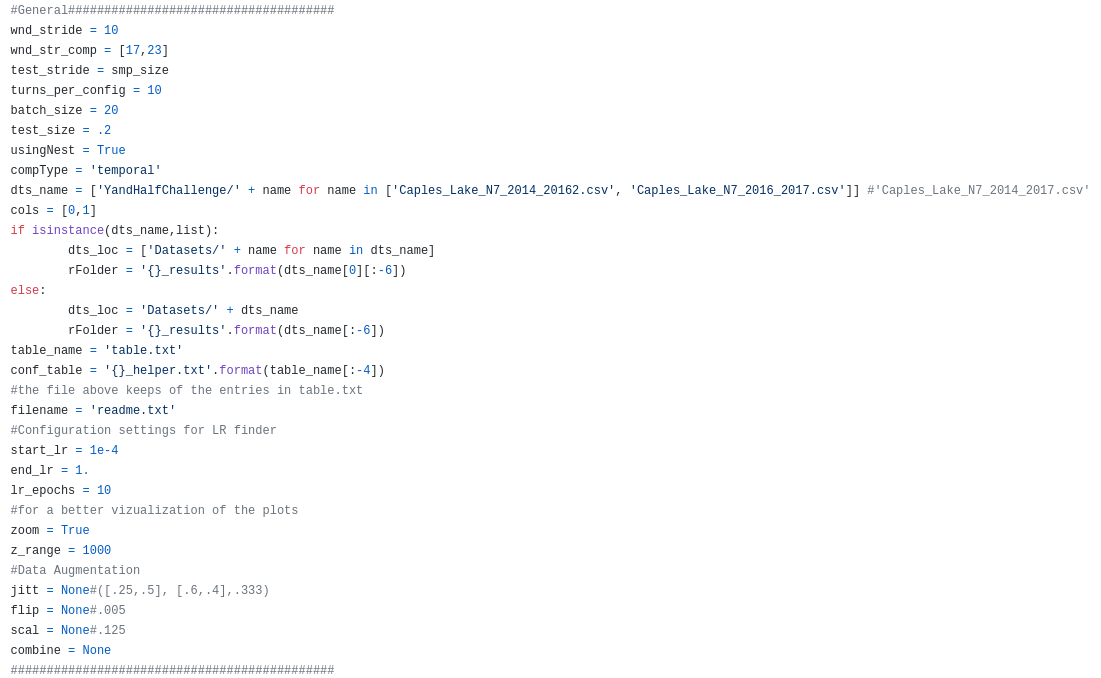 #General#####################################
wnd_stride = 10
wnd_str_comp = [17,23]
test_stride = smp_size
turns_per_config = 10
batch_size = 20
test_size = .2
usingNest = True
compType = 'temporal'
dts_name = ['YandHalfChallenge/' + name for name in ['Caples_Lake_N7_2014_20162.csv', 'Caples_Lake_N7_2016_2017.csv']] #'Caples_Lake_N7_2014_2017.csv'
cols = [0,1]
if isinstance(dts_name,list):
        dts_loc = ['Datasets/' + name for name in dts_name]
        rFolder = '{}_results'.format(dts_name[0][:-6])
else:
        dts_loc = 'Datasets/' + dts_name
        rFolder = '{}_results'.format(dts_name[:-6])
table_name = 'table.txt'
conf_table = '{}_helper.txt'.format(table_name[:-4])
#the file above keeps of the entries in table.txt
filename = 'readme.txt'
#Configuration settings for LR finder
start_lr = 1e-4
end_lr = 1.
lr_epochs = 10
#for a better vizualization of the plots
zoom = True
z_range = 1000
#Data Augmentation
jitt = None#([.25,.5], [.6,.4],.333)
flip = None#.005
scal = None#.125
combine = None
#############################################